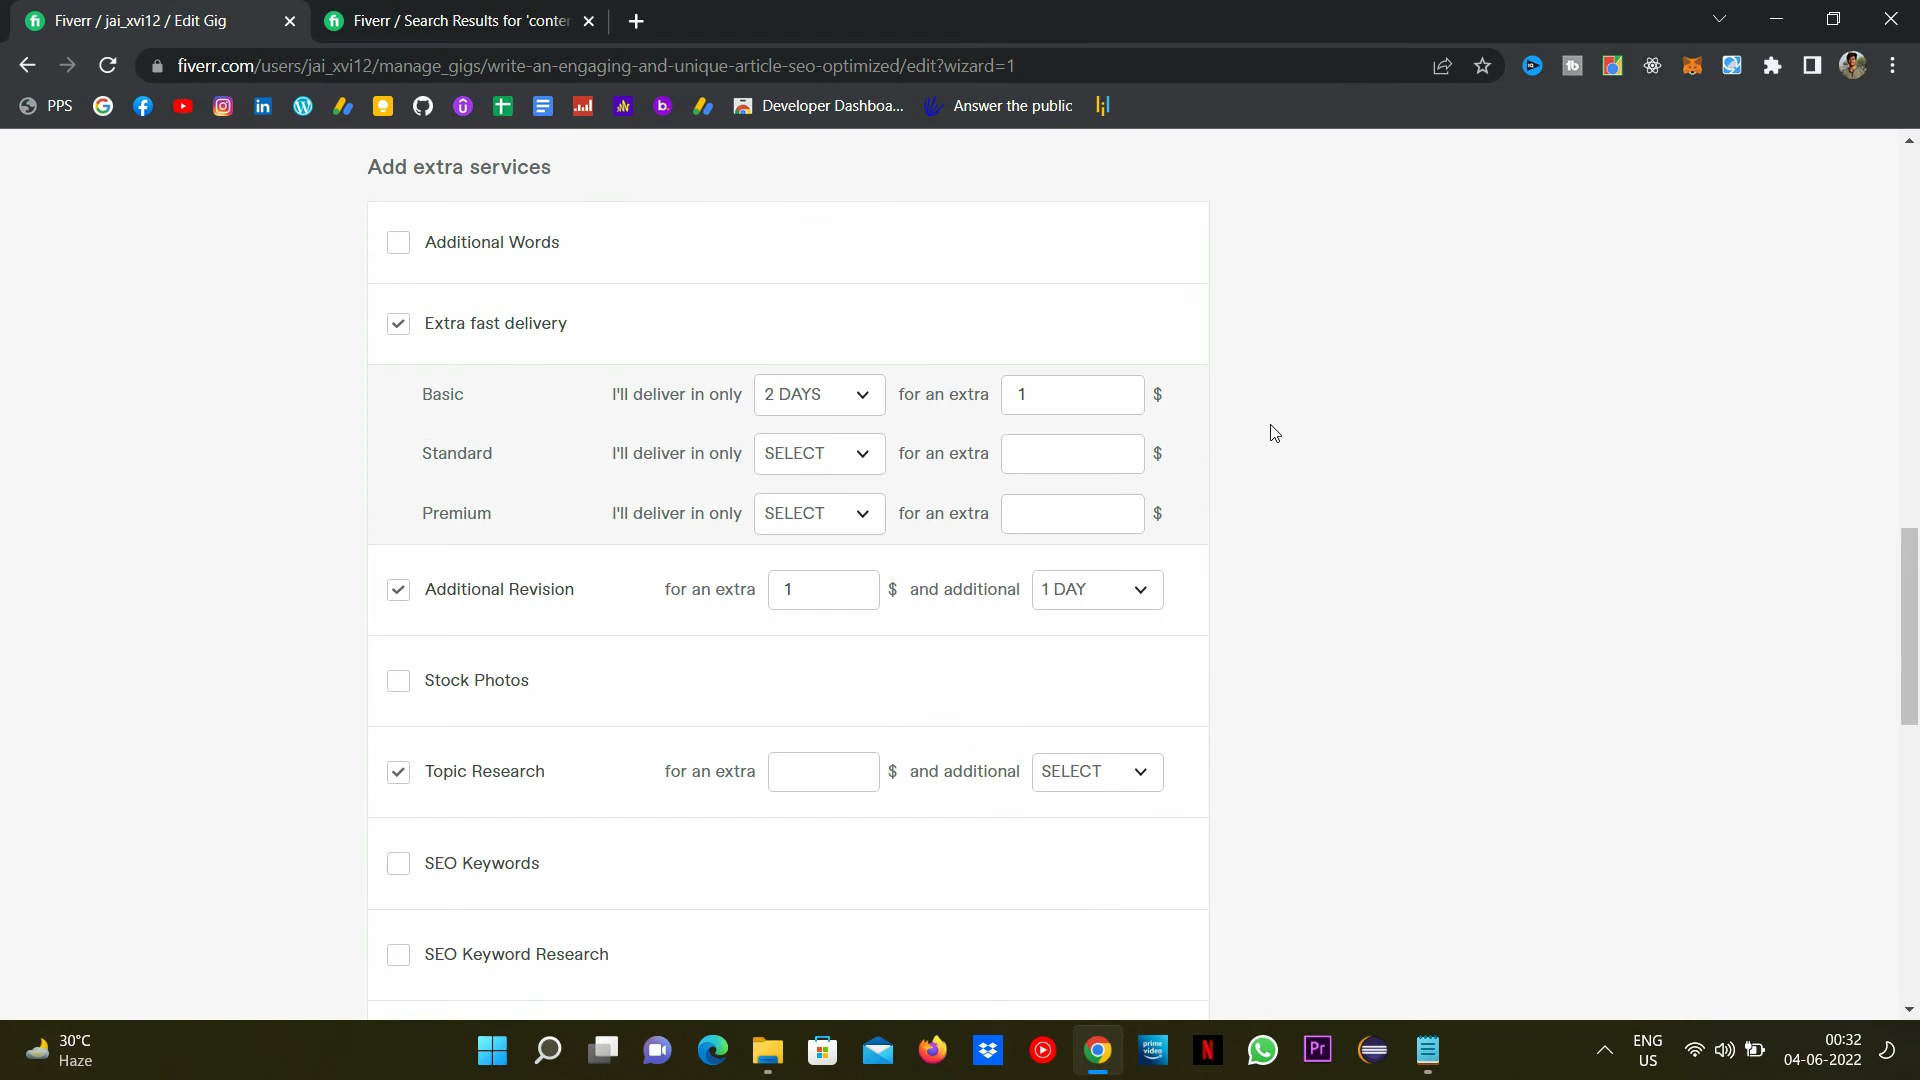 Fiverr / jai_xvi12 / Edit Gig
Fiverr / Search Results for 'conter
fiverr.com/users/jai_xvi12/manage_gigs/write-an-engaging-and-unique-article-seo-optimized/edit?wizard=1
PPS
Developer Dashboa...
Answer the public
Add extra services
Additional Words
Extra fast delivery
Basic I'll deliver in only 2 DAYS for an extra 1 $
Standard I'll deliver in only SELECT for an extra $
Premium I'll deliver in only SELECT for an extra $
Additional Revision for an extra 1 $ and additional 1 DAY
Stock Photos
Topic Research for an extra $ and additional SELECT
SEO Keywords
SEO Keyword Research
30°C
Haze
prime video
N
Pr
ENG
US
00:32
04-06-2022